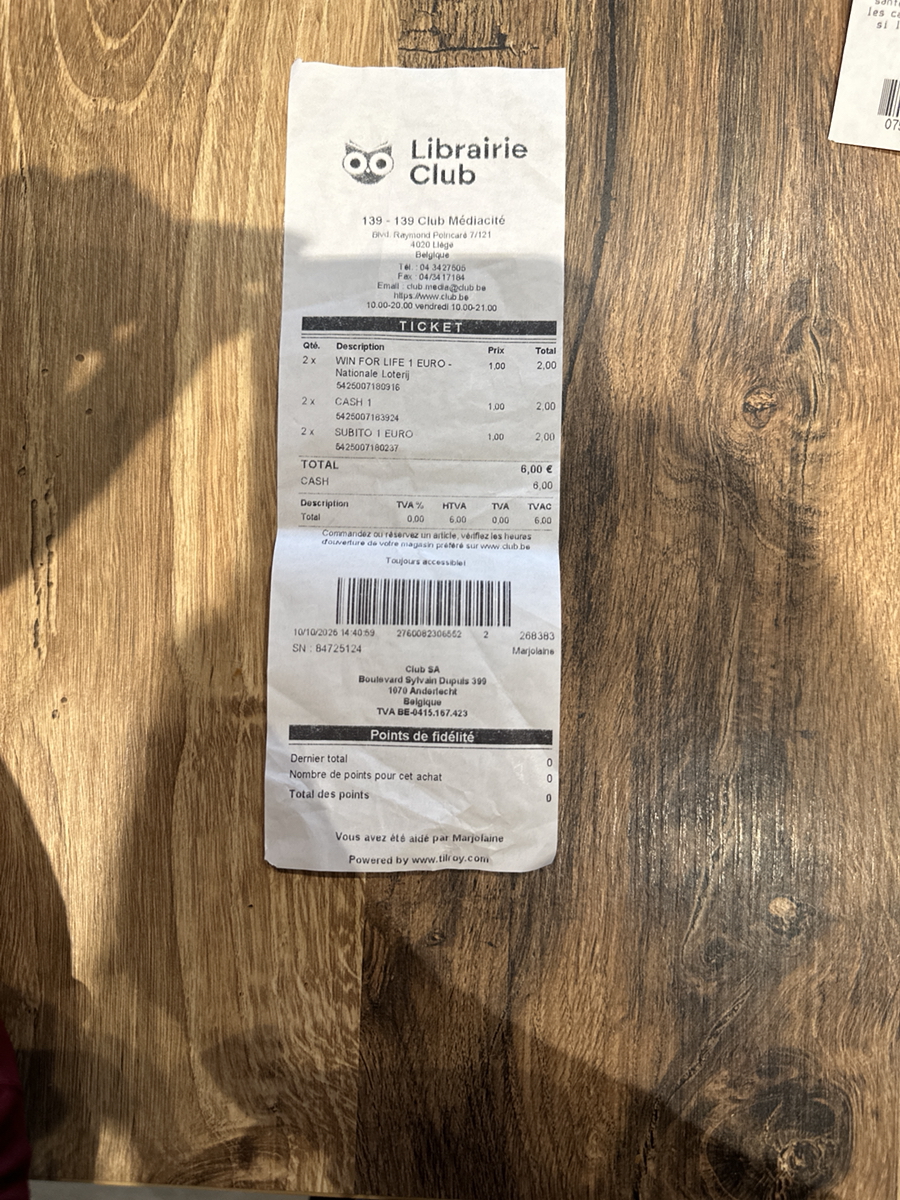 Librairie
Club
139 - 139 Club Médiacité
Blvd. Raymond Poincaré 7/121
4020 Liège
Belgique
Tél. : 04 3427606
Fax : 04/3417184
Email : club.media@club.be
https://www.club.be
10.00-20.00 vendredi 10.00-21.00
TICKET
Qté. Description Prix Total
2 x WIN FOR LIFE 1 EURO - 1,00 2,00
Nationale Loterij
5425007180916
2 x CASH 1 1,00 2,00
5425007183924
2 x SUBITO 1 EURO 1,00 2,00
5425007180237
TOTAL 6,00 €
CASH 6,00
Description TVA % HTVA TVA TVAC
Total 0,00 6,00 0,00 6,00
Commandez ou réservez un article, vérifiez les heures
d'ouverture de votre magasin préféré sur www.club.be
Toujours accessible!
10/10/2025 14:40:59 2760082306552 2 268383
SN : 84725124 Marjolaine
Club SA
Boulevard Sylvain Dupuis 399
1070 Anderlecht
Belgique
TVA BE-0415.167.423
Points de fidélité
Dernier total 0
Nombre de points pour cet achat 0
Total des points 0
Vous avez été aidé par Marjolaine
Powered by www.tilroy.com
les
si